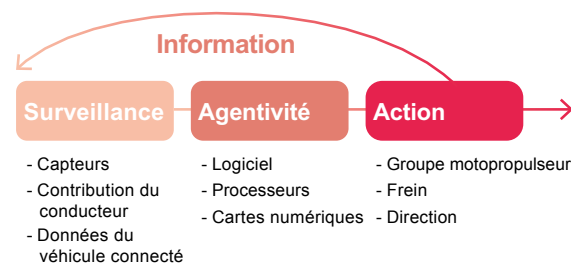 Information
Surveillance
Agentivité
Action
- Capteurs
- Contribution du
conducteur
- Données du
véhicule connecté
- Logiciel
- Processeurs
- Cartes numériques
- Groupe motopropulseur
- Frein
- Direction